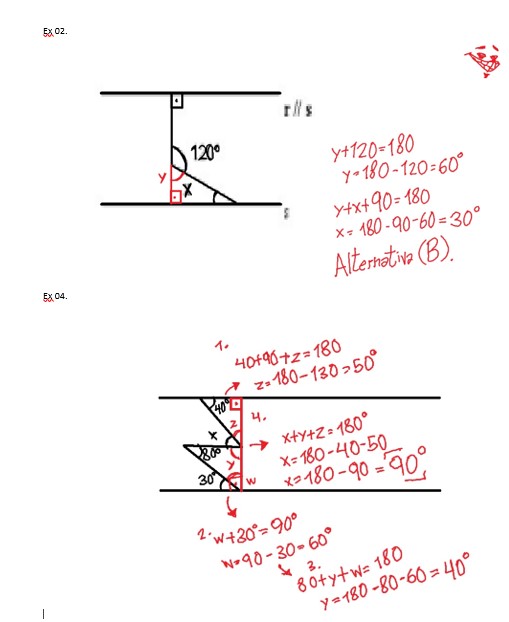 Ex 02.
r // s
120°
y
x
s
y+120=180
y=180-120=60°
y+x+90=180
x=180-90-60=30°
Alternativa (B).
Ex 04.
1.
40+90+z=180
z=180-130=50°
40°
z
4.
x
80°
y
30°
w
x+y+z=180°
x=180-40-50
x=180-90=90°
2. w+30°=90°
w=90-30=60°
3.
80+y+w=180
y=180-80-60=40°